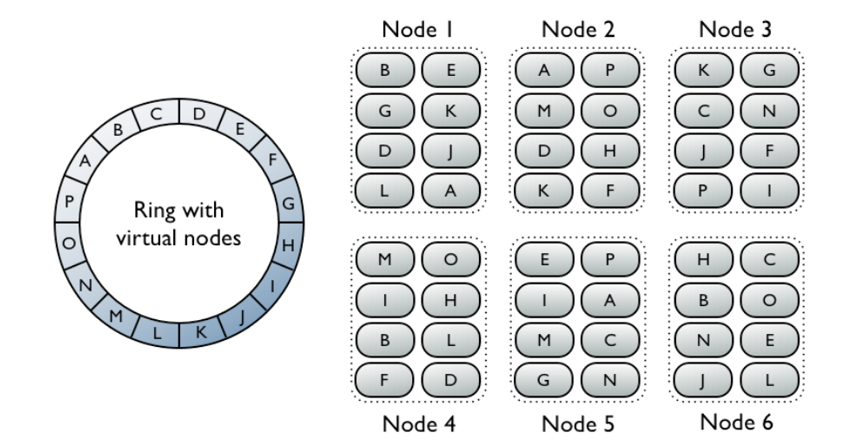 Node 1 Node 2 Node 3
B E A P K G
G K M O C N
D J D H J F
L A K F P I
A B C D E F G H I J K L M N O P
Ring with
virtual nodes
M O E P H C
I H I A B O
B L M C N E
F D G N J L
Node 4 Node 5 Node 6